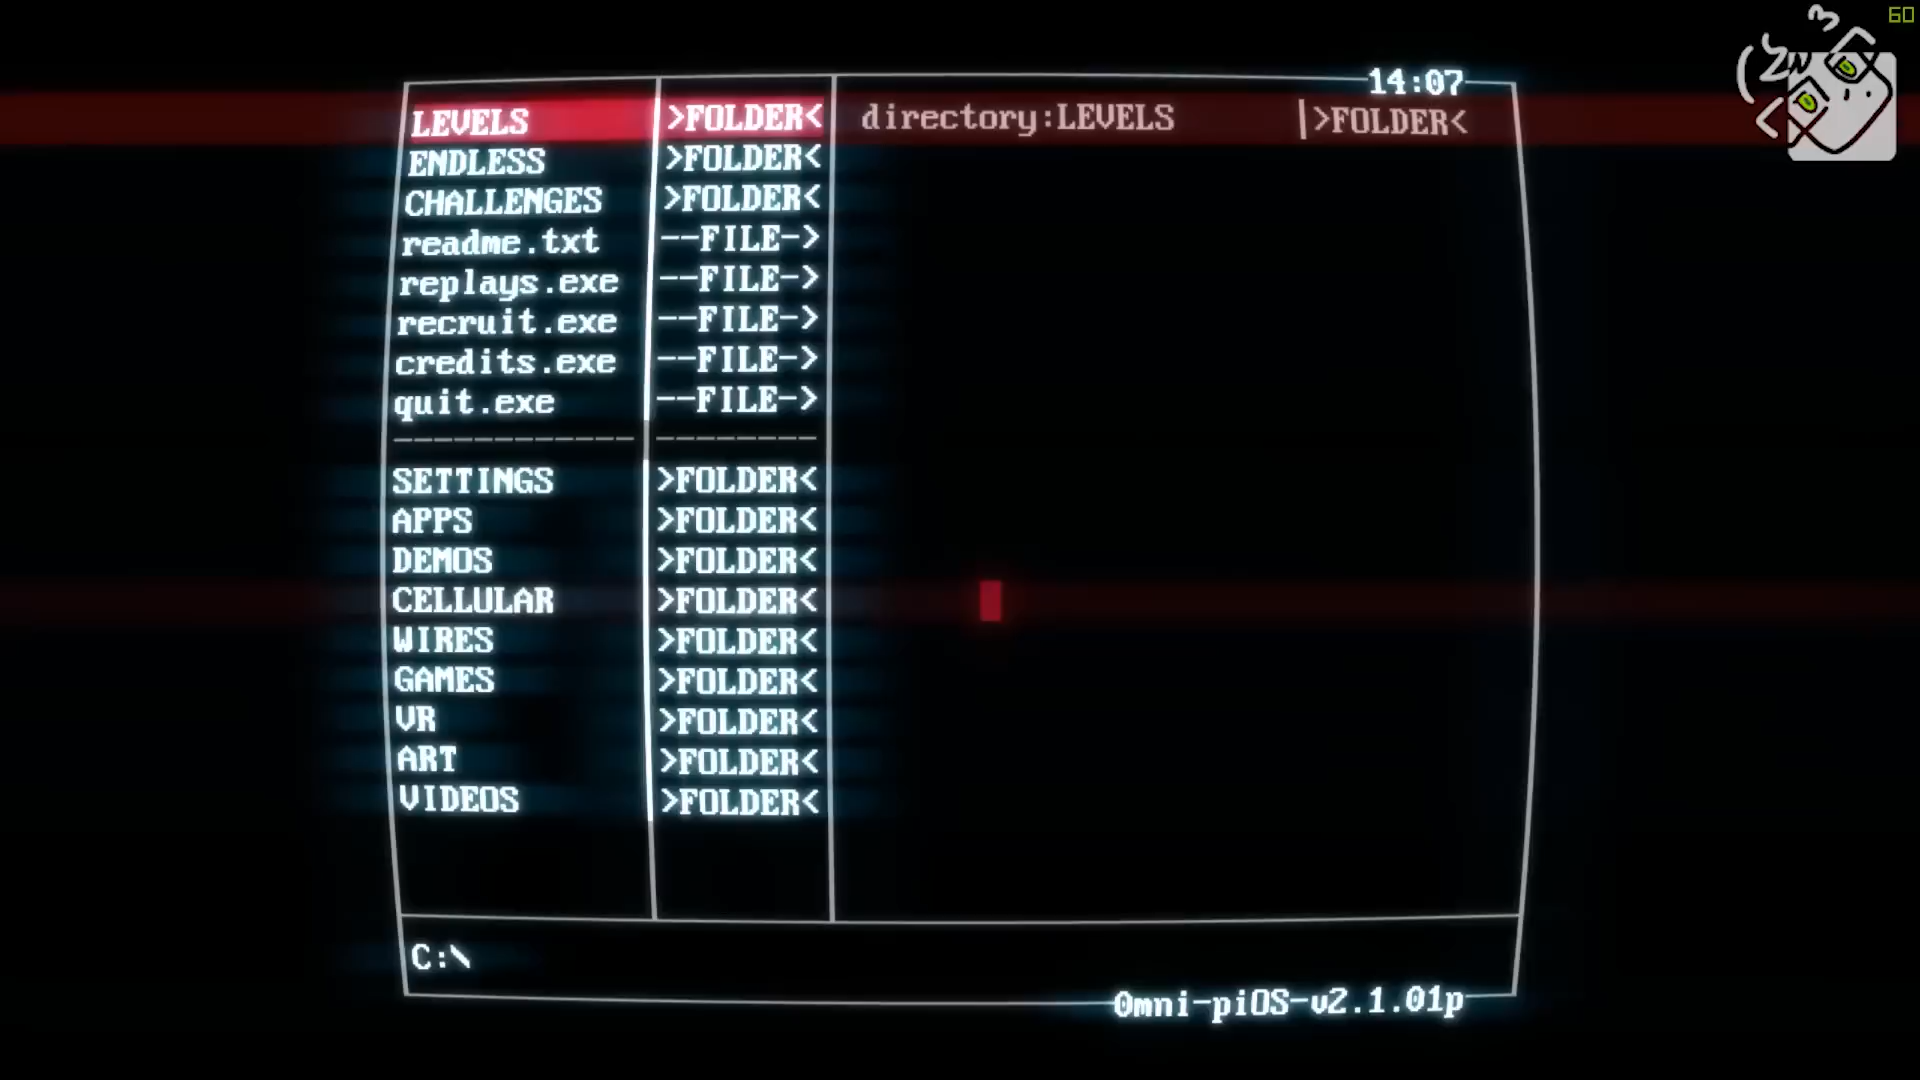 60
14:07
LEVELS >FOLDER< directory:LEVELS |>FOLDER<
ENDLESS >FOLDER<
CHALLENGES >FOLDER<
readme.txt --FILE->
replays.exe --FILE->
recruit.exe --FILE->
credits.exe --FILE->
quit.exe --FILE->
SETTINGS >FOLDER<
APPS >FOLDER<
DEMOS >FOLDER<
CELLULAR >FOLDER<
WIRES >FOLDER<
GAMES >FOLDER<
VR >FOLDER<
ART >FOLDER<
VIDEOS >FOLDER<
C:\
0mni-piOS-v2.1.01p